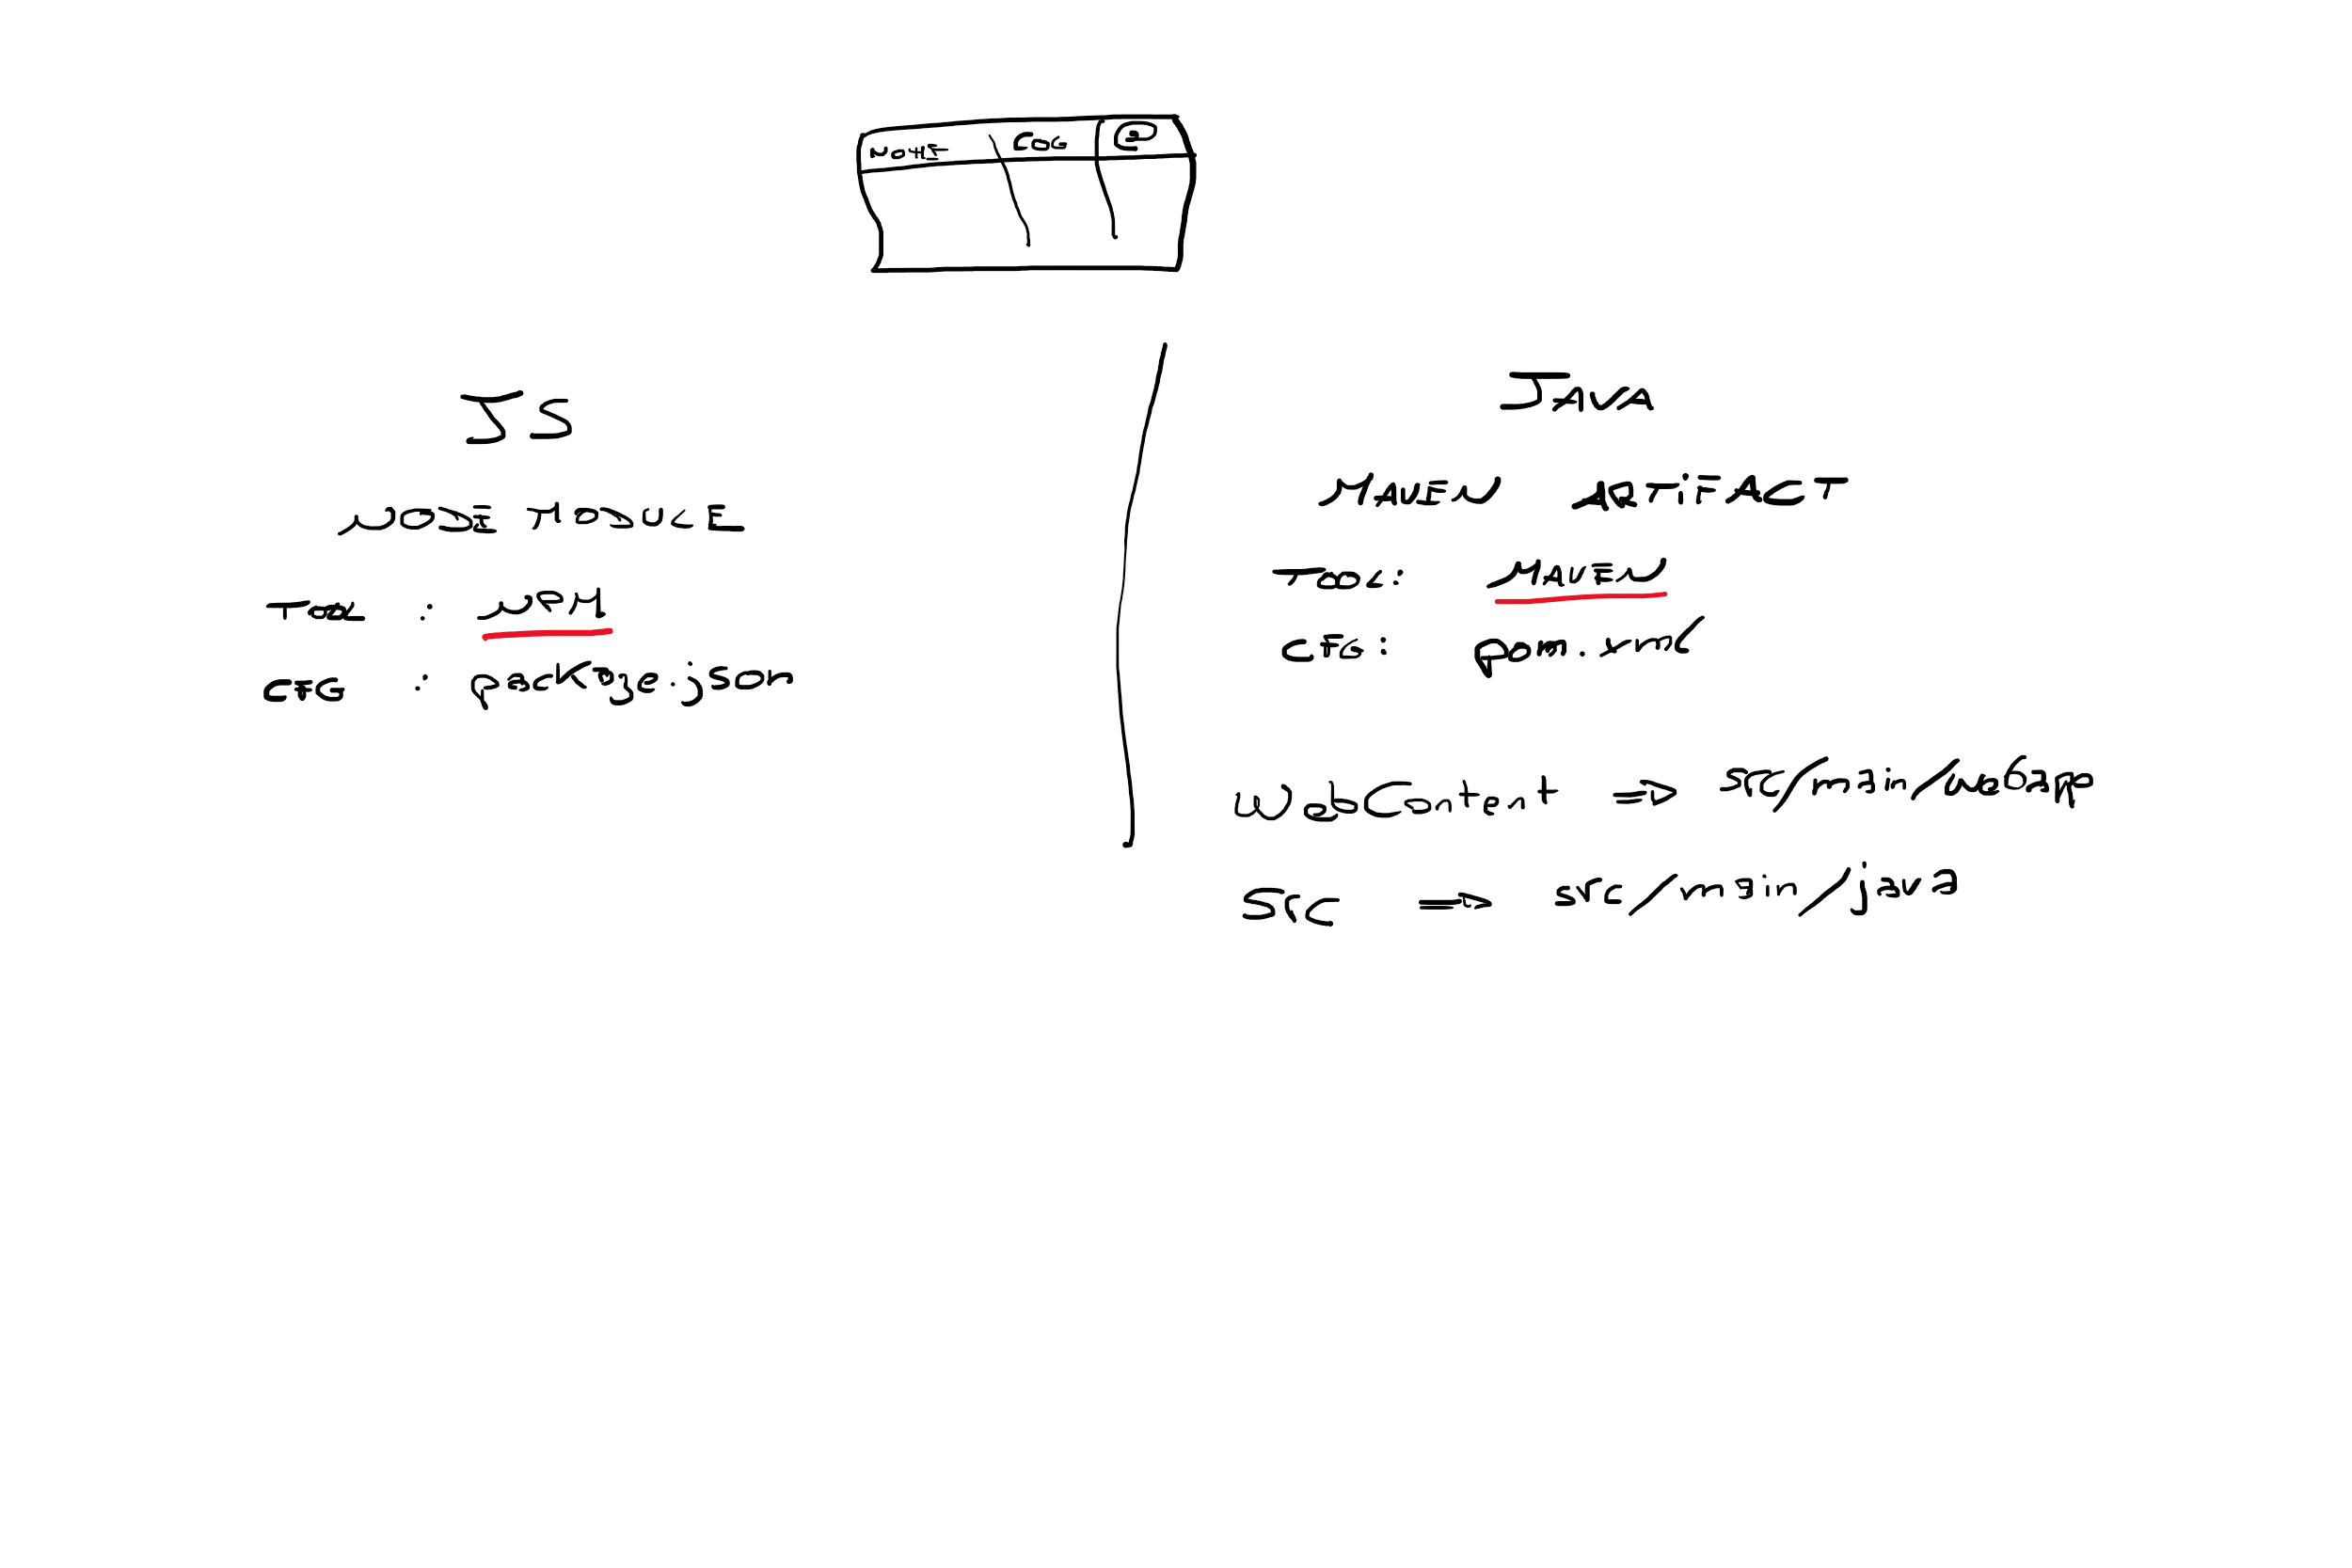 NOME COG @
JS
NODE MODULE
TOOL : NPM
CFG : package.json
JAVA
MAVEN ARTIFACT
TOOL: MAVEN
CFG: pom.xml
WebContent => src/main/webapp
SRC => src/main/java